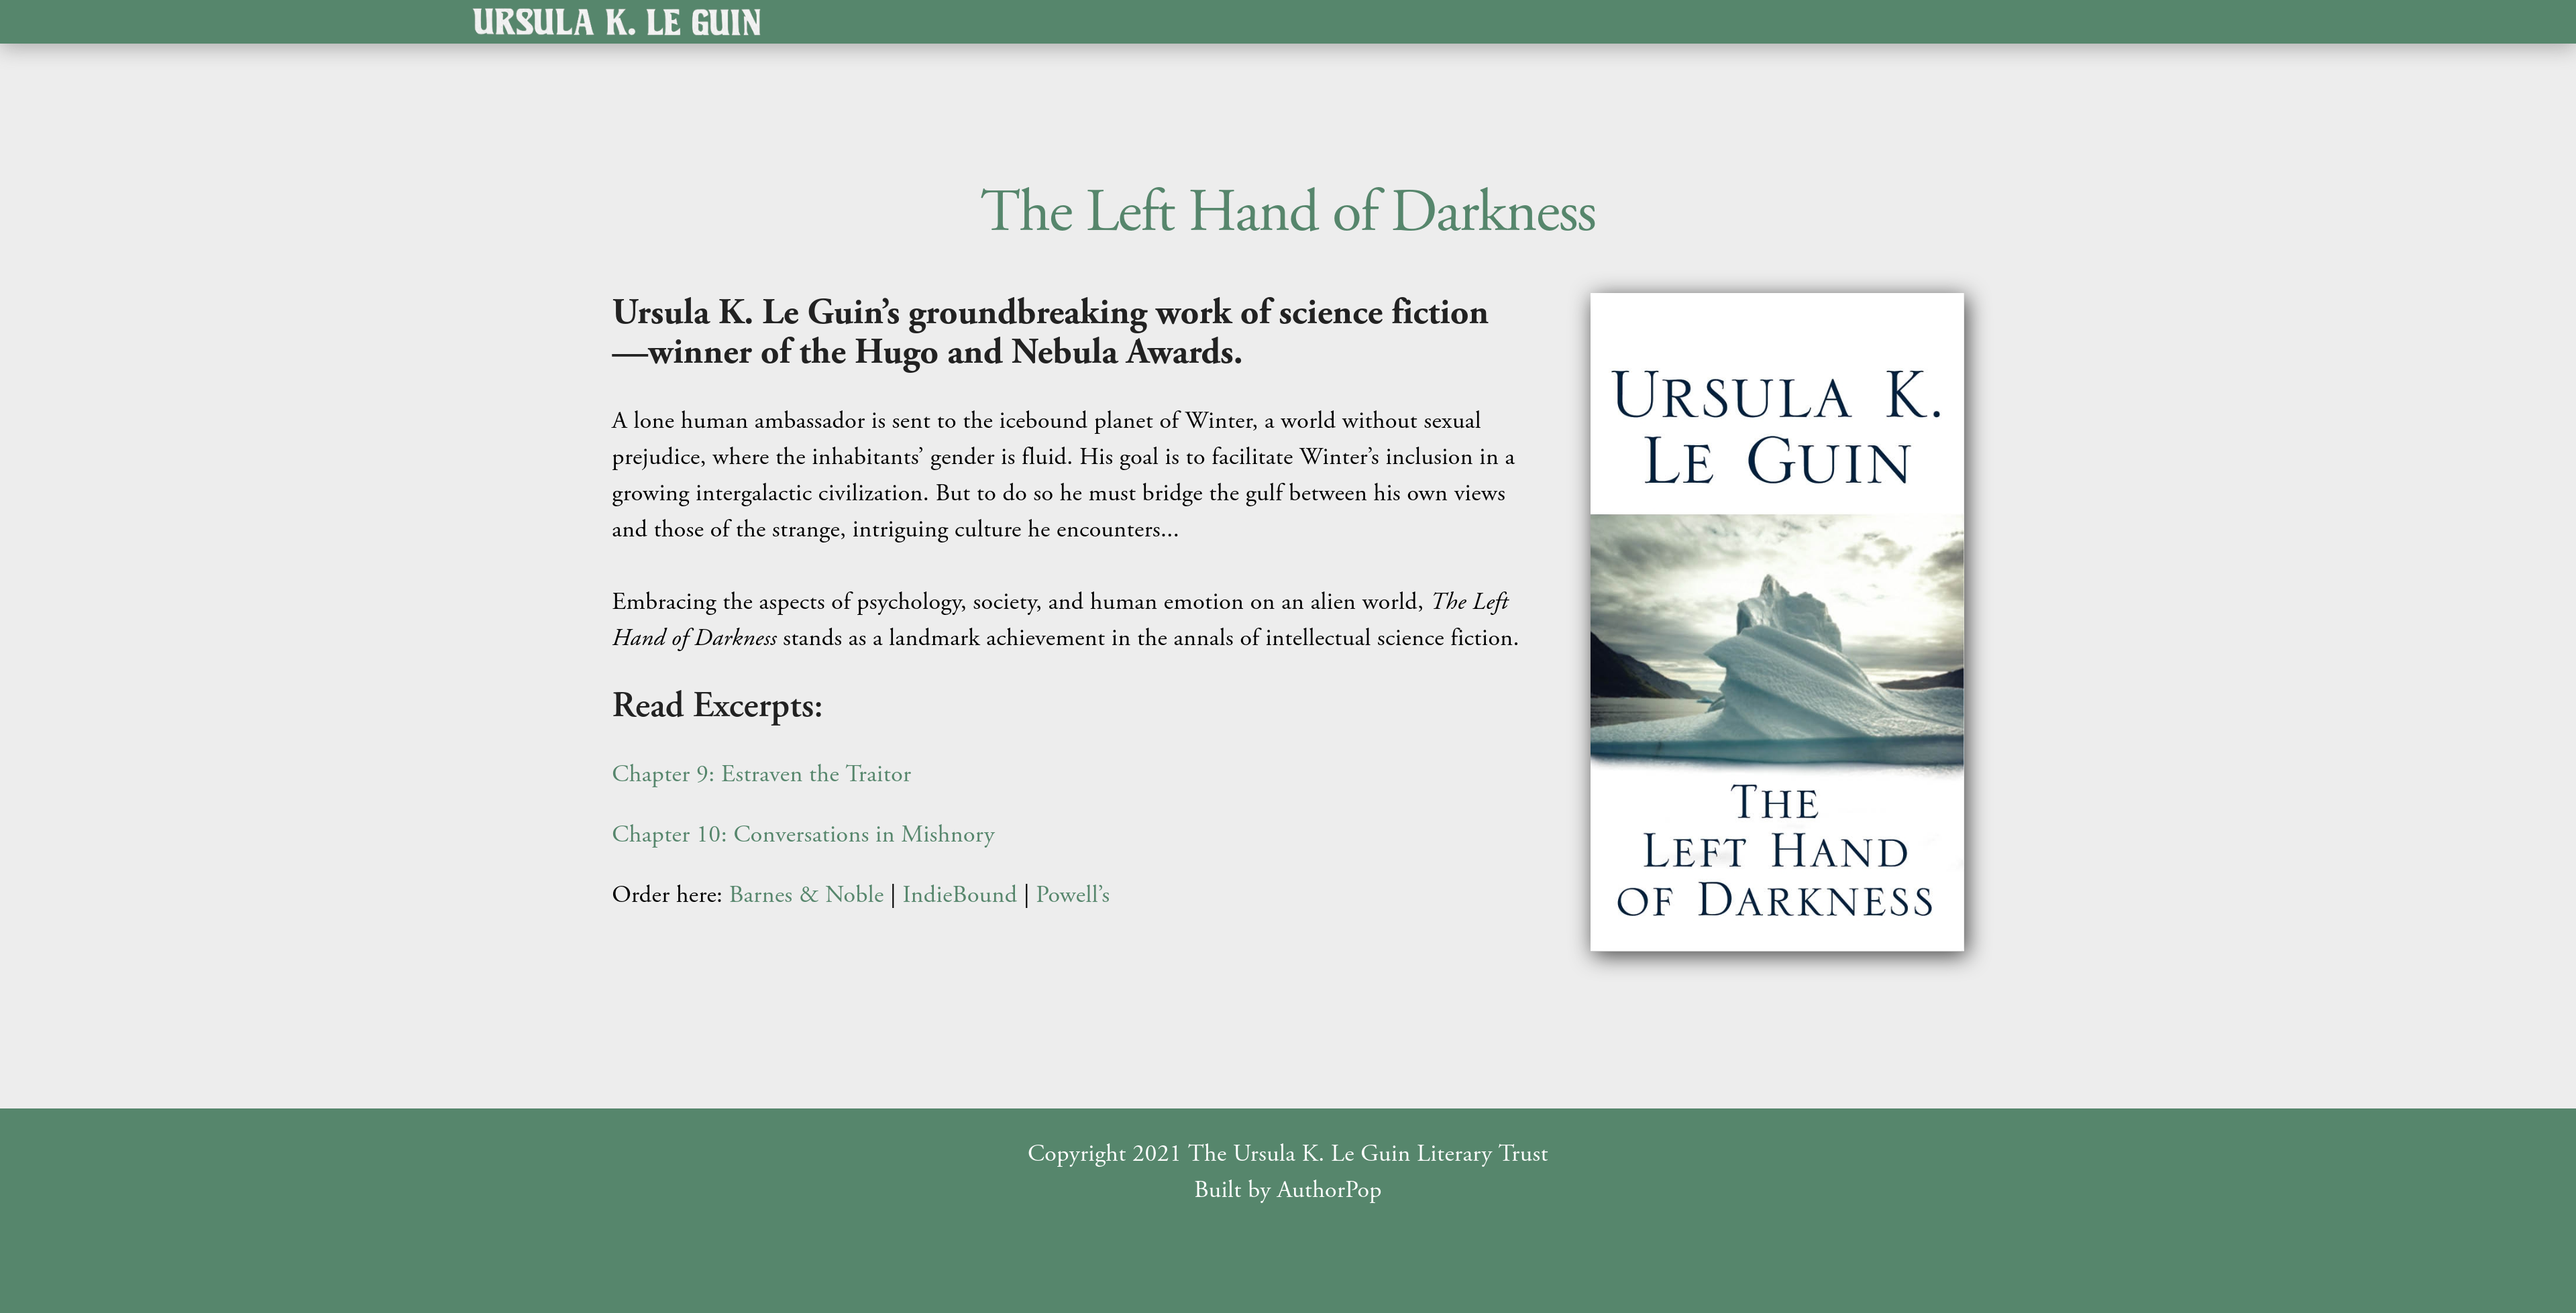 URSULA K. LE GUIN
The Left Hand of Darkness
Ursula K. Le Guin’s groundbreaking work of science fiction
—winner of the Hugo and Nebula Awards.
A lone human ambassador is sent to the icebound planet of Winter, a world without sexual
prejudice, where the inhabitants’ gender is fluid. His goal is to facilitate Winter’s inclusion in a
growing intergalactic civilization. But to do so he must bridge the gulf between his own views
and those of the strange, intriguing culture he encounters...
Embracing the aspects of psychology, society, and human emotion on an alien world, The Left
Hand of Darkness stands as a landmark achievement in the annals of intellectual science fiction.
Read Excerpts:
Chapter 9: Estraven the Traitor
Chapter 10: Conversations in Mishnory
Order here: Barnes & Noble | IndieBound | Powell’s
URSULA K.
LE GUIN
THE
LEFT HAND
OF DARKNESS
Copyright 2021 The Ursula K. Le Guin Literary Trust
Built by AuthorPop